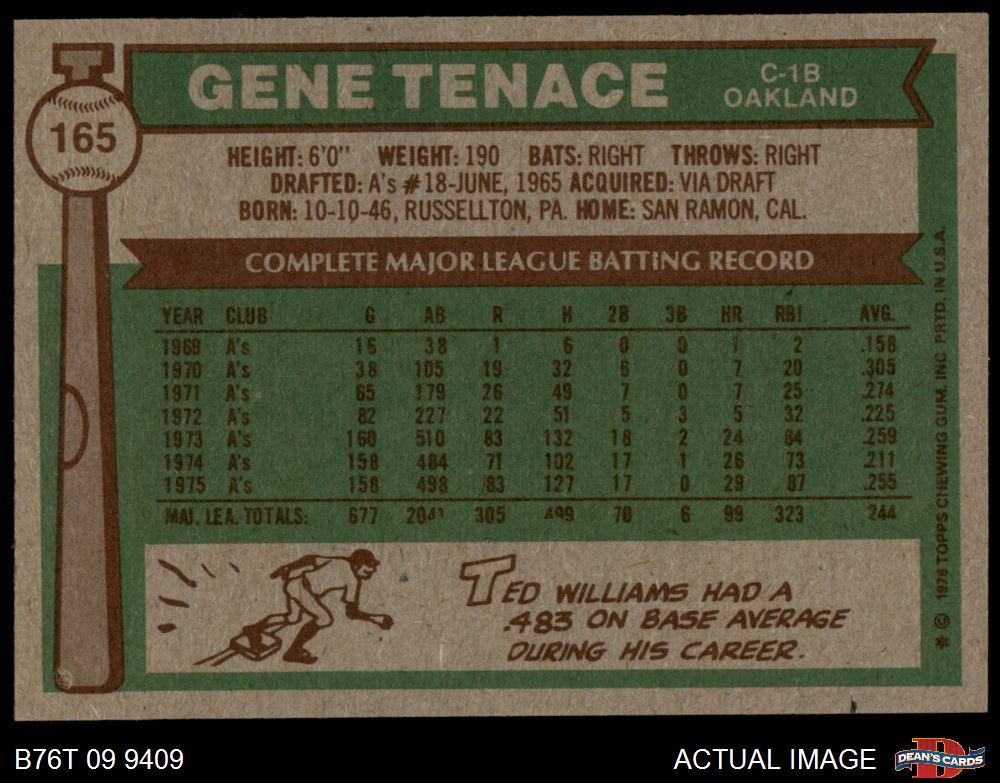 GENE TENACE
C-1B
OAKLAND
165
HEIGHT: 6'0" WEIGHT: 190 BATS: RIGHT THROWS: RIGHT
DRAFTED: A's #18-JUNE, 1965 ACQUIRED: VIA DRAFT
BORN: 10-10-46, RUSSELLTON, PA. HOME: SAN RAMON, CAL.
COMPLETE MAJOR LEAGUE BATTING RECORD
YEAR CLUB G AB R H 2B 3B HR RBI AVG.
1969 A's 16 38 1 6 0 0 1 2 .158
1970 A's 38 105 19 32 6 0 7 20 .305
1971 A's 65 179 26 49 7 0 7 25 .274
1972 A's 82 227 22 51 5 3 5 32 .225
1973 A's 160 510 83 132 18 2 24 84 .259
1974 A's 158 484 71 102 17 1 26 73 .211
1975 A's 158 498 83 127 17 0 29 87 .255
MAJ. LEA. TOTALS: 677 2041 305 499 70 6 99 323 .244
TED WILLIAMS HAD A
.483 ON BASE AVERAGE
DURING HIS CAREER.
* © 1976 TOPPS CHEWING GUM, INC. PRTD. IN U.S.A.
B76T 09 9409
ACTUAL IMAGE
DEAN'S CARDS